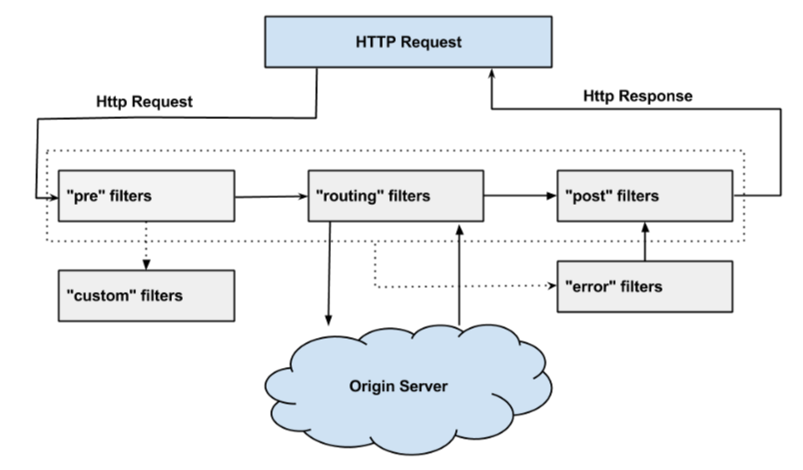 HTTP Request
Http Request
Http Response
"pre" filters
"routing" filters
"post" filters
"custom" filters
"error" filters
Origin Server